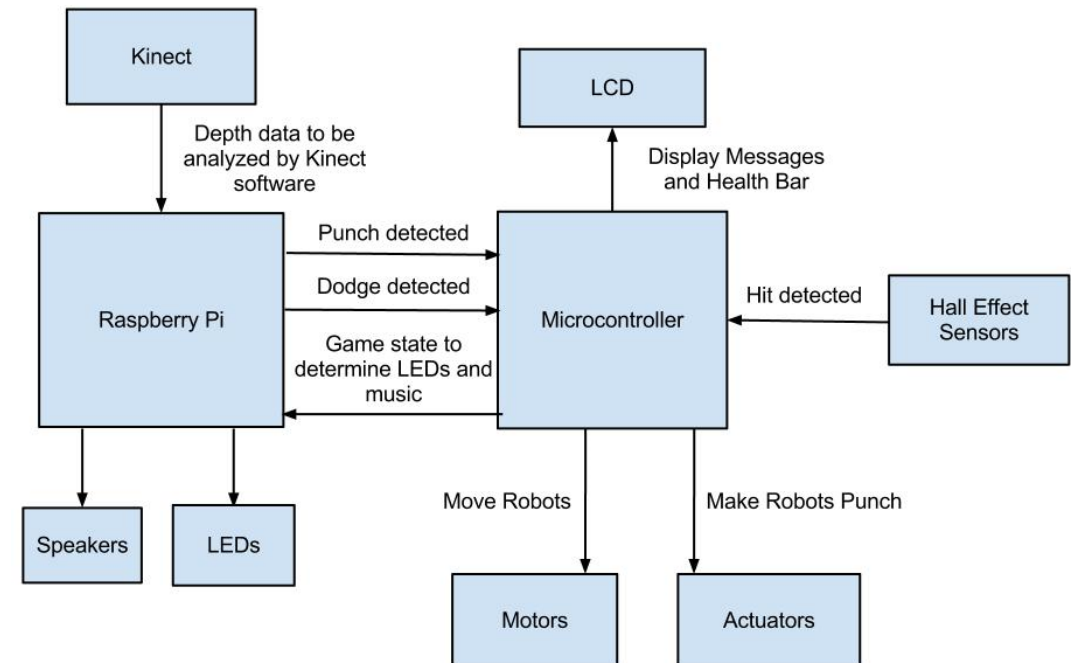 Kinect
LCD
Depth data to be
analyzed by Kinect
software
Display Messages
and Health Bar
Punch detected
Dodge detected
Raspberry Pi
Game state to
determine LEDs and
music
Microcontroller
Hit detected
Hall Effect
Sensors
Move Robots
Make Robots Punch
Speakers
LEDs
Motors
Actuators